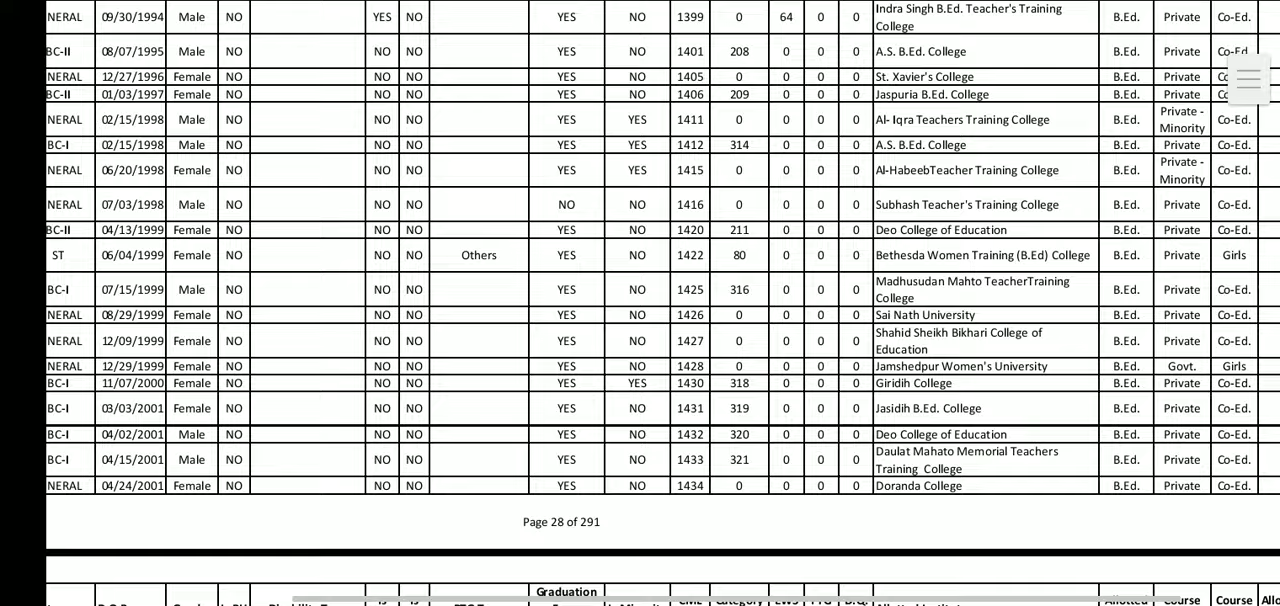 NERAL 09/30/1994 Male NO YES NO YES NO 1399 0 64 0 0 Indra Singh B.Ed. Teacher's Training College B.Ed. Private Co-Ed.
BC-II 08/07/1995 Male NO NO NO YES NO 1401 208 0 0 0 A.S. B.Ed. College B.Ed. Private Co-Ed.
NERAL 12/27/1996 Female NO NO NO YES NO 1405 0 0 0 0 St. Xavier's College B.Ed. Private
BC-II 01/03/1997 Female NO NO NO YES NO 1406 209 0 0 0 Jaspuria B.Ed. College B.Ed. Private
NERAL 02/15/1998 Male NO NO NO YES YES 1411 0 0 0 0 Al- Iqra Teachers Training College B.Ed. Private - Minority Co-Ed.
BC-I 02/15/1998 Male NO NO NO YES YES 1412 314 0 0 0 A.S. B.Ed. College B.Ed. Private Co-Ed.
NERAL 06/20/1998 Female NO NO NO YES YES 1415 0 0 0 0 Al-HabeebTeacher Training College B.Ed. Private - Minority Co-Ed.
NERAL 07/03/1998 Male NO NO NO NO NO 1416 0 0 0 0 Subhash Teacher's Training College B.Ed. Private Co-Ed.
BC-II 04/13/1999 Female NO NO NO YES NO 1420 211 0 0 0 Deo College of Education B.Ed. Private Co-Ed.
ST 06/04/1999 Female NO NO NO Others YES NO 1422 80 0 0 0 Bethesda Women Training (B.Ed) College B.Ed. Private Girls
BC-I 07/15/1999 Male NO NO NO YES NO 1425 316 0 0 0 Madhusudan Mahto TeacherTraining College B.Ed. Private Co-Ed.
NERAL 08/29/1999 Female NO NO NO YES NO 1426 0 0 0 0 Sai Nath University B.Ed. Private Co-Ed.
NERAL 12/09/1999 Female NO NO NO YES NO 1427 0 0 0 0 Shahid Sheikh Bikhari College of Education B.Ed. Private Co-Ed.
NERAL 12/29/1999 Female NO NO NO YES NO 1428 0 0 0 0 Jamshedpur Women's University B.Ed. Govt. Girls
BC-I 11/07/2000 Female NO NO NO YES YES 1430 318 0 0 0 Giridih College B.Ed. Private Co-Ed.
BC-I 03/03/2001 Female NO NO NO YES NO 1431 319 0 0 0 Jasidih B.Ed. College B.Ed. Private Co-Ed.
BC-I 04/02/2001 Male NO NO NO YES NO 1432 320 0 0 0 Deo College of Education B.Ed. Private Co-Ed.
BC-I 04/15/2001 Male NO NO NO YES NO 1433 321 0 0 0 Daulat Mahato Memorial Teachers Training College B.Ed. Private Co-Ed.
NERAL 04/24/2001 Female NO NO NO YES NO 1434 0 0 0 0 Doranda College B.Ed. Private Co-Ed.
Page 28 of 291
Graduation
Course Course